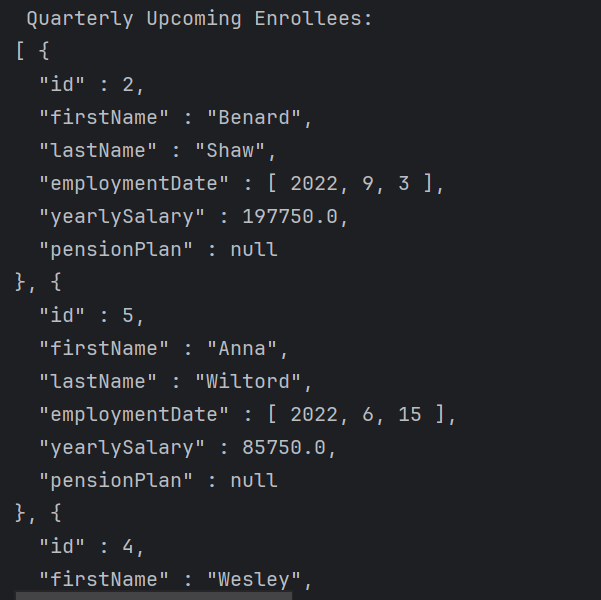 Quarterly Upcoming Enrollees:
[ {
  "id" : 2,
  "firstName" : "Benard",
  "lastName" : "Shaw",
  "employmentDate" : [ 2022, 9, 3 ],
  "yearlySalary" : 197750.0,
  "pensionPlan" : null
}, {
  "id" : 5,
  "firstName" : "Anna",
  "lastName" : "Wiltord",
  "employmentDate" : [ 2022, 6, 15 ],
  "yearlySalary" : 85750.0,
  "pensionPlan" : null
}, {
  "id" : 4,
  "firstName" : "Wesley",